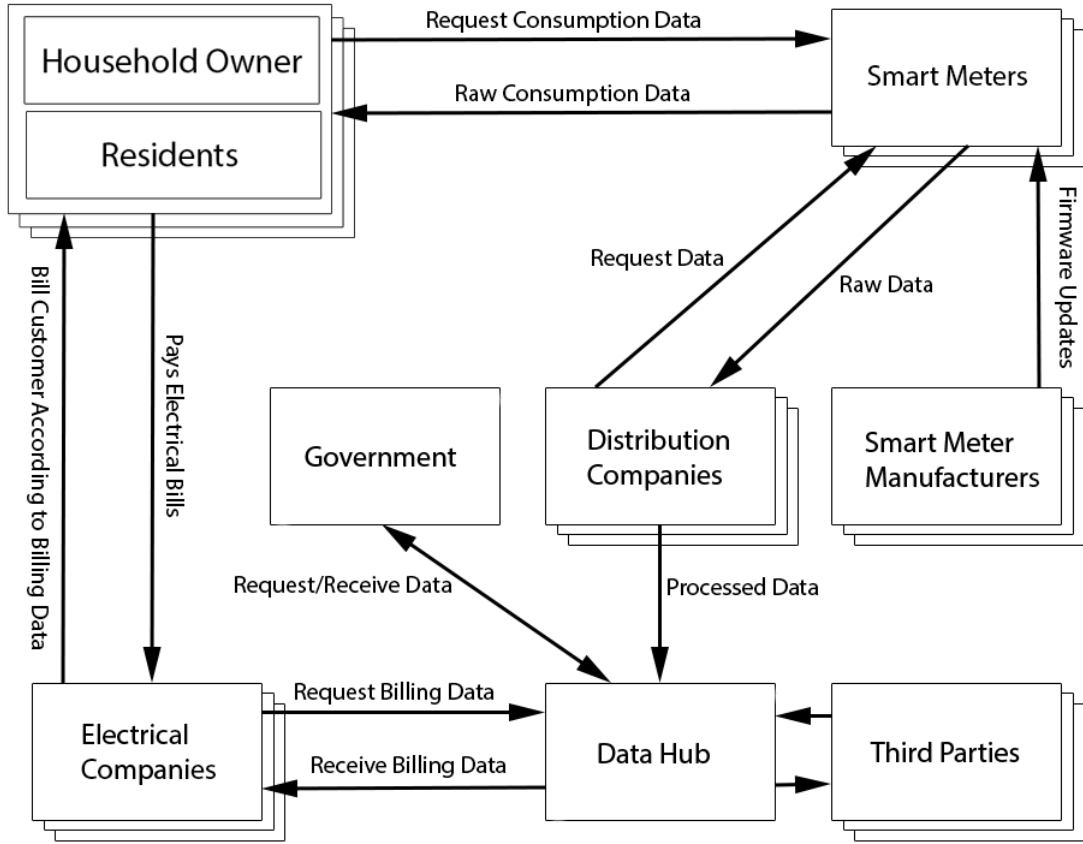 Household Owner
Residents
Request Consumption Data
Raw Consumption Data
Smart Meters
Bill Customer According to Billing Data
Pays Electrical Bills
Request Data
Raw Data
Firmware Updates
Government
Distribution
Companies
Smart Meter
Manufacturers
Request/Receive Data
Processed Data
Electrical
Companies
Request Billing Data
Receive Billing Data
Data Hub
Third Parties